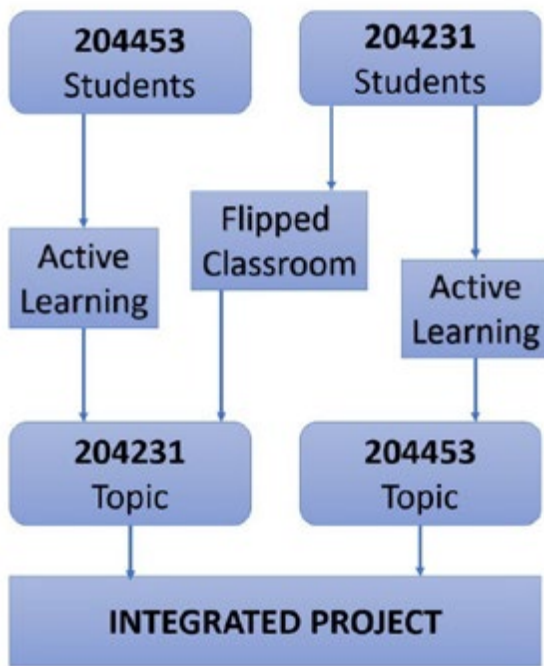 204453
Students
204231
Students
Flipped
Classroom
Active
Learning
Active
Learning
204231
Topic
204453
Topic
INTEGRATED PROJECT